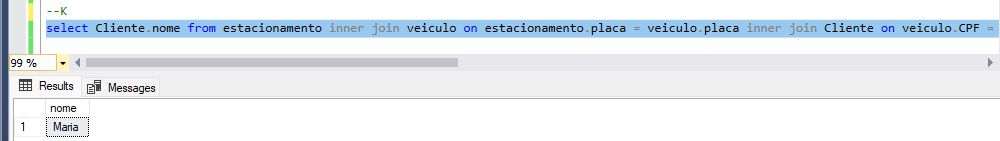 --K
select Cliente.nome from estacionamento inner join veiculo on estacionamento.placa = veiculo.placa inner join Cliente on veiculo.CPF =
99 %
Results Messages
nome
1 Maria